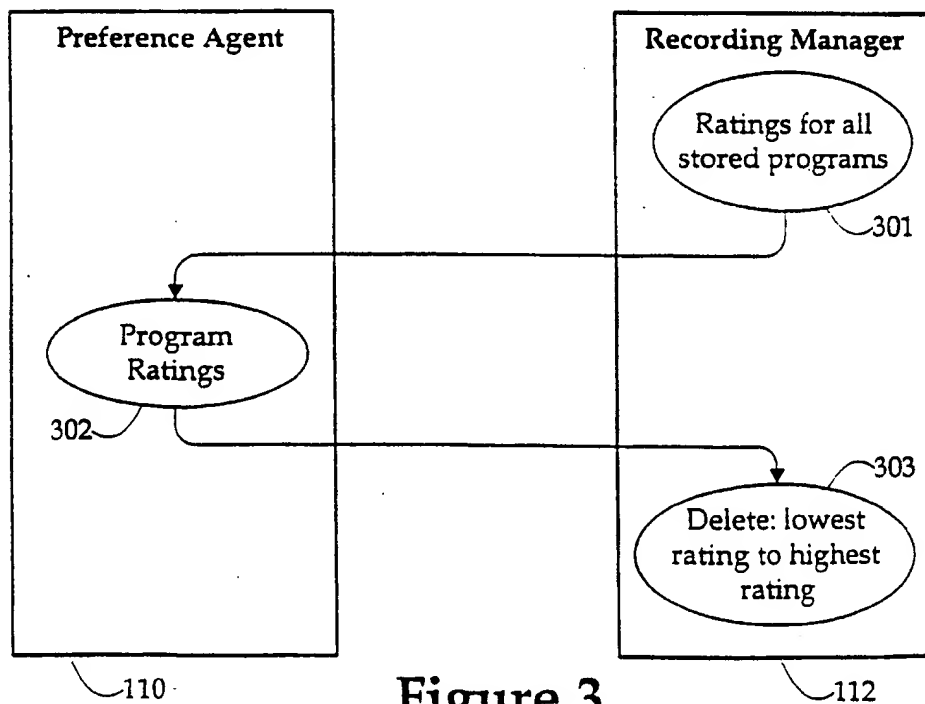 Preference Agent
Recording Manager
Ratings for all
stored programs
301
Program
Ratings
302
303
Delete: lowest
rating to highest
rating
110
112
Figure 3